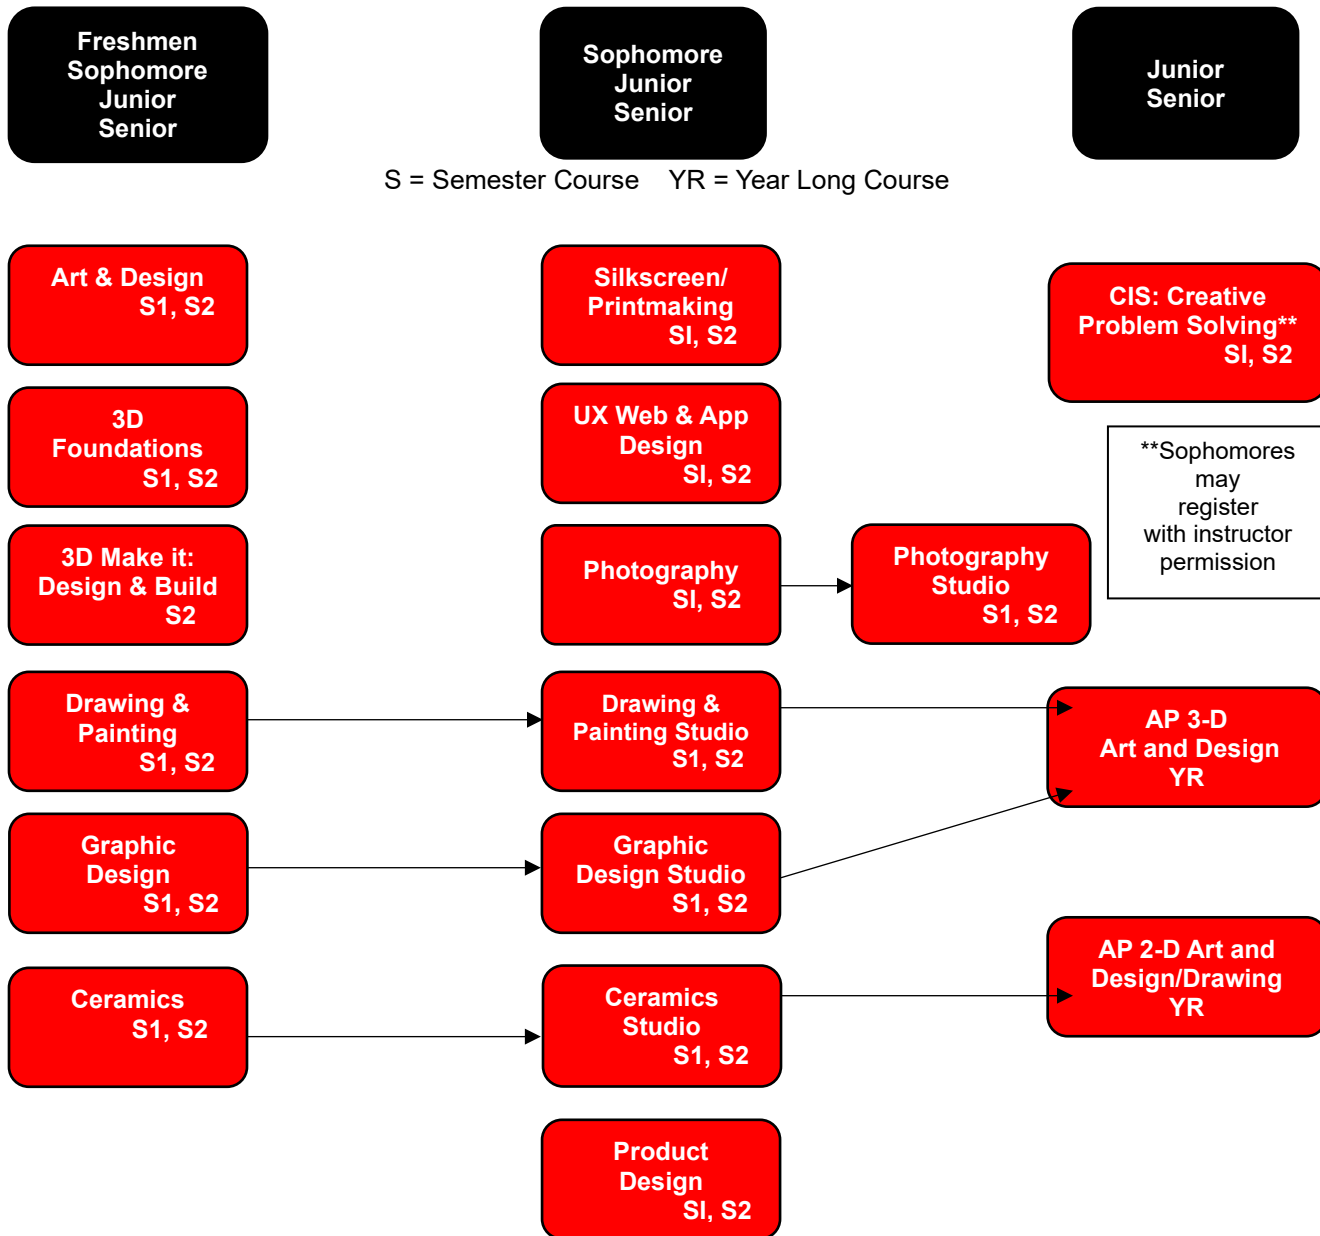 Freshmen
Sophomore
Junior
Senior
Sophomore
Junior
Senior
Junior
Senior
S = Semester Course    YR = Year Long Course
Art & Design
S1, S2
3D
Foundations
S1, S2
3D Make it:
Design & Build
S2
Drawing &
Painting
S1, S2
Graphic
Design
S1, S2
Ceramics
S1, S2
Silkscreen/
Printmaking
SI, S2
UX Web & App
Design
SI, S2
Photography
SI, S2
Photography
Studio
S1, S2
Drawing &
Painting Studio
S1, S2
Graphic
Design Studio
S1, S2
Ceramics
Studio
S1, S2
Product
Design
SI, S2
CIS: Creative
Problem Solving**
SI, S2
**Sophomores
may
register
with instructor
permission
AP 3-D
Art and Design
YR
AP 2-D Art and
Design/Drawing
YR